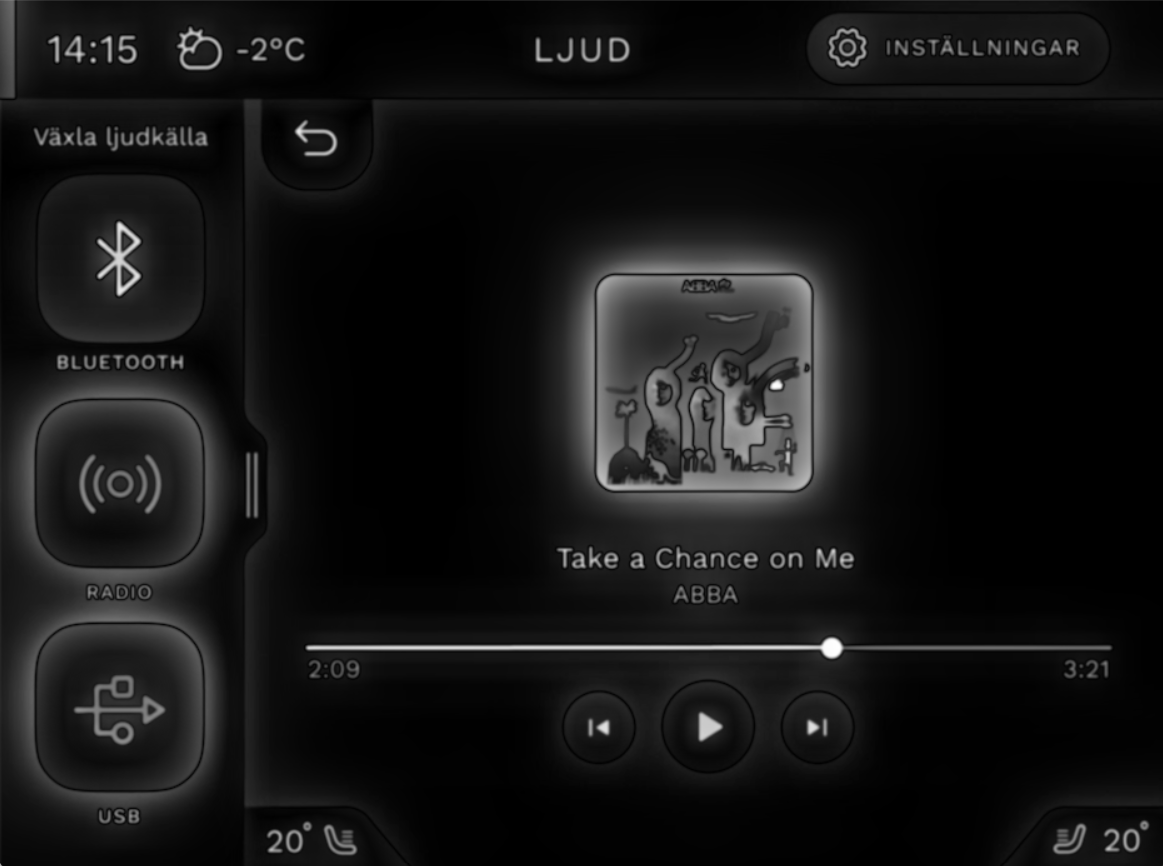 14:15 -2°C LJUD INSTÄLLNINGAR
Växla ljudkälla
BLUETOOTH
ABBA
RADIO
Take a Chance on Me
ABBA
2:09 3:21
USB
20° 20°